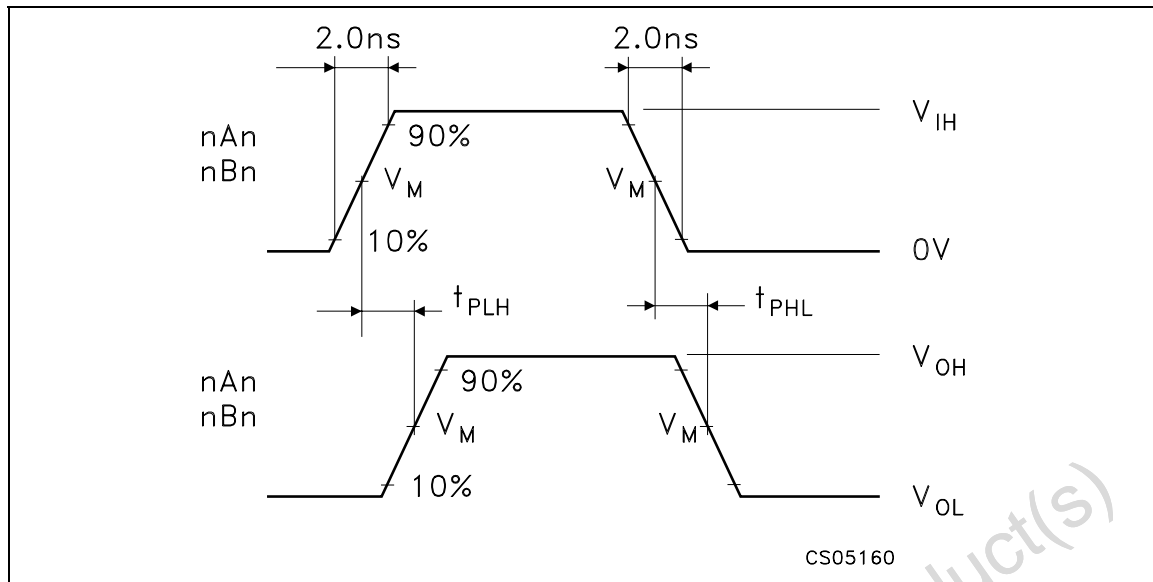 2.0ns 2.0ns
nAn
nBn
90%
V_M
V_M
10%
V_IH
0V
t_PLH
t_PHL
nAn
nBn
90%
V_M
V_M
10%
V_OH
V_OL
CS05160
duct(s)